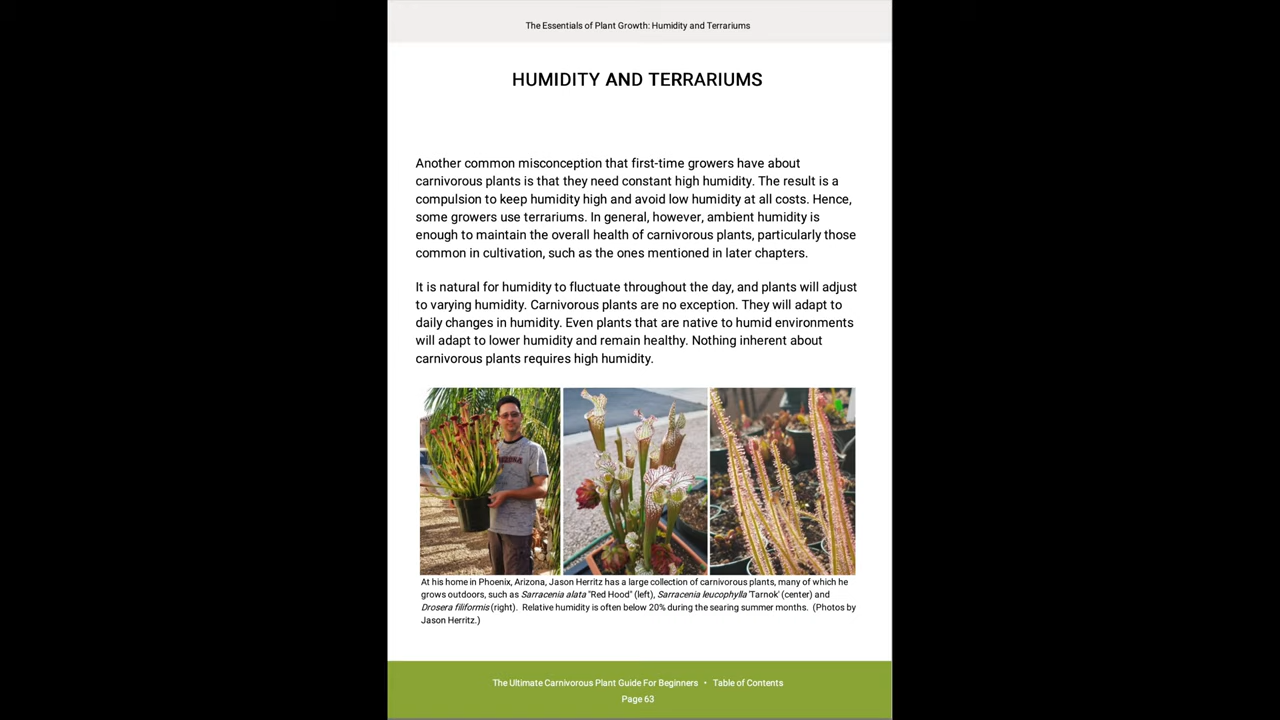 The Essentials of Plant Growth: Humidity and Terrariums
HUMIDITY AND TERRARIUMS
Another common misconception that first-time growers have about
carnivorous plants is that they need constant high humidity. The result is a
compulsion to keep humidity high and avoid low humidity at all costs. Hence,
some growers use terrariums. In general, however, ambient humidity is
enough to maintain the overall health of carnivorous plants, particularly those
common in cultivation, such as the ones mentioned in later chapters.
It is natural for humidity to fluctuate throughout the day, and plants will adjust
to varying humidity. Carnivorous plants are no exception. They will adapt to
daily changes in humidity. Even plants that are native to humid environments
will adapt to lower humidity and remain healthy. Nothing inherent about
carnivorous plants requires high humidity.
At his home in Phoenix, Arizona, Jason Herritz has a large collection of carnivorous plants, many of which he
grows outdoors, such as Sarracenia alata "Red Hood" (left), Sarracenia leucophylla 'Tarnok' (center) and
Drosera filiformis (right). Relative humidity is often below 20% during the searing summer months. (Photos by
Jason Herritz.)
The Ultimate Carnivorous Plant Guide For Beginners • Table of Contents
Page 63